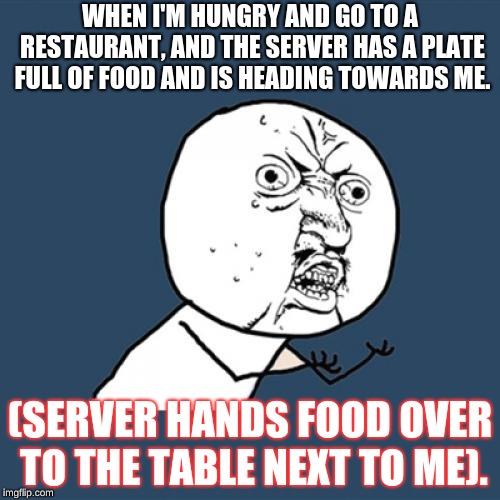 WHEN I'M HUNGRY AND GO TO A
RESTAURANT, AND THE SERVER HAS A PLATE
FULL OF FOOD AND IS HEADING TOWARDS ME.
(SERVER HANDS FOOD OVER
TO THE TABLE NEXT TO ME).
imgflip.com